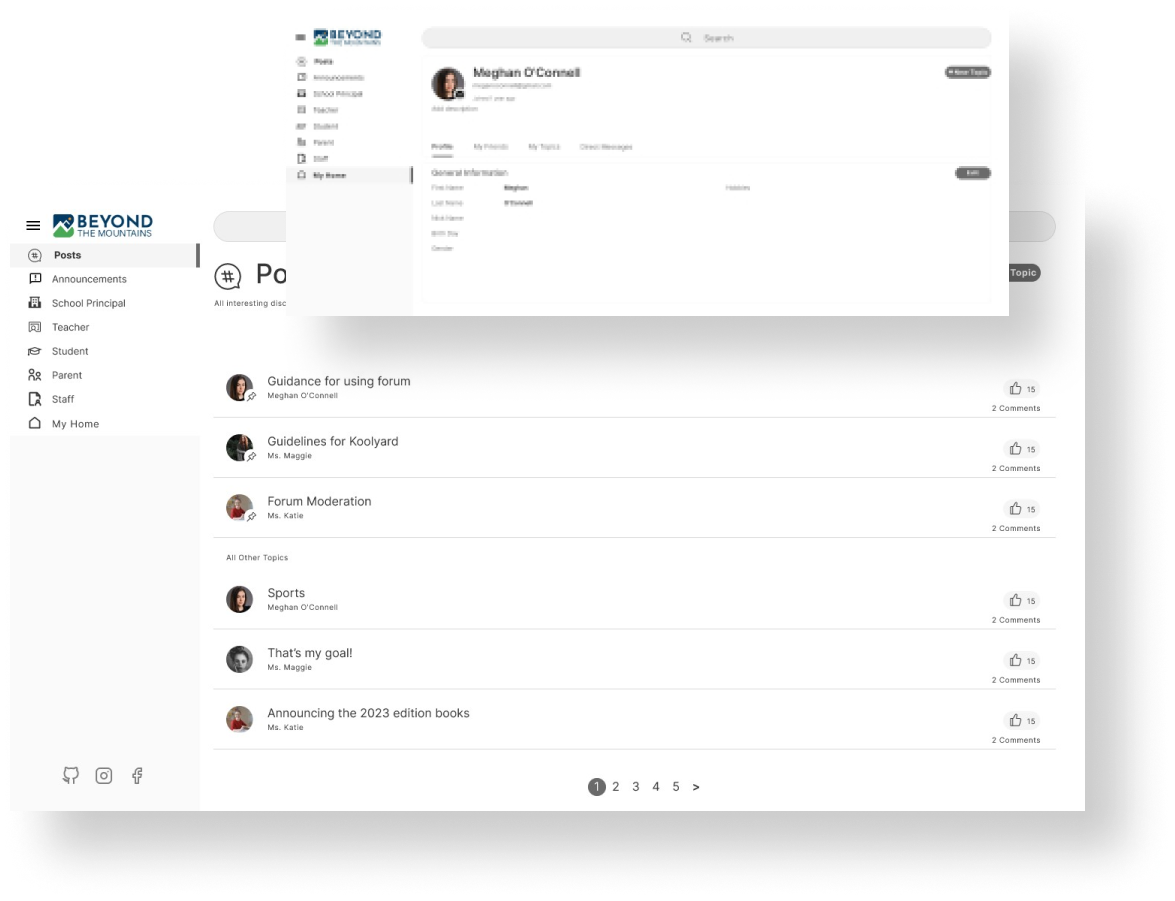 BEYOND
THE MOUNTAINS
Search
Posts
Announcements
School Principal
Teacher
Student
Parent
Staff
My Home
Meghan O'Connell
meghanoconnell@gmail.com
Joined 1 year ago
Add description
+ New Topic
Profile My Friends My Topics Direct Messages
General Information
Edit
First Name Meghan Hobbies
Last Name O'Connell
Nick Name
Birth Day
Gender
BEYOND
THE MOUNTAINS
Posts
Announcements
School Principal
Teacher
Student
Parent
Staff
My Home
# Po
Topic
All interesting disc
Guidance for using forum
Meghan O'Connell
15
2 Comments
Guidelines for Koolyard
Ms. Maggie
15
2 Comments
Forum Moderation
Ms. Katie
15
2 Comments
All Other Topics
Sports
Meghan O'Connell
15
2 Comments
That's my goal!
Ms. Maggie
15
2 Comments
Announcing the 2023 edition books
Ms. Katie
15
2 Comments
1 2 3 4 5 >